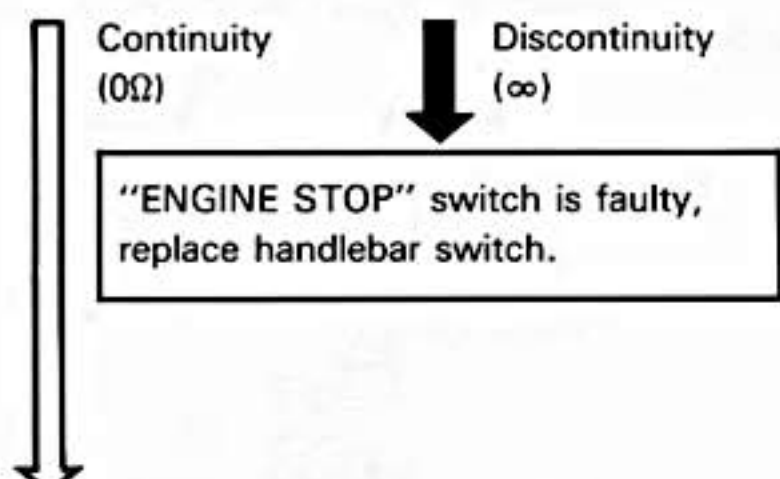 Continuity
(0Ω)
Discontinuity
(∞)
"ENGINE STOP" switch is faulty,
replace handlebar switch.